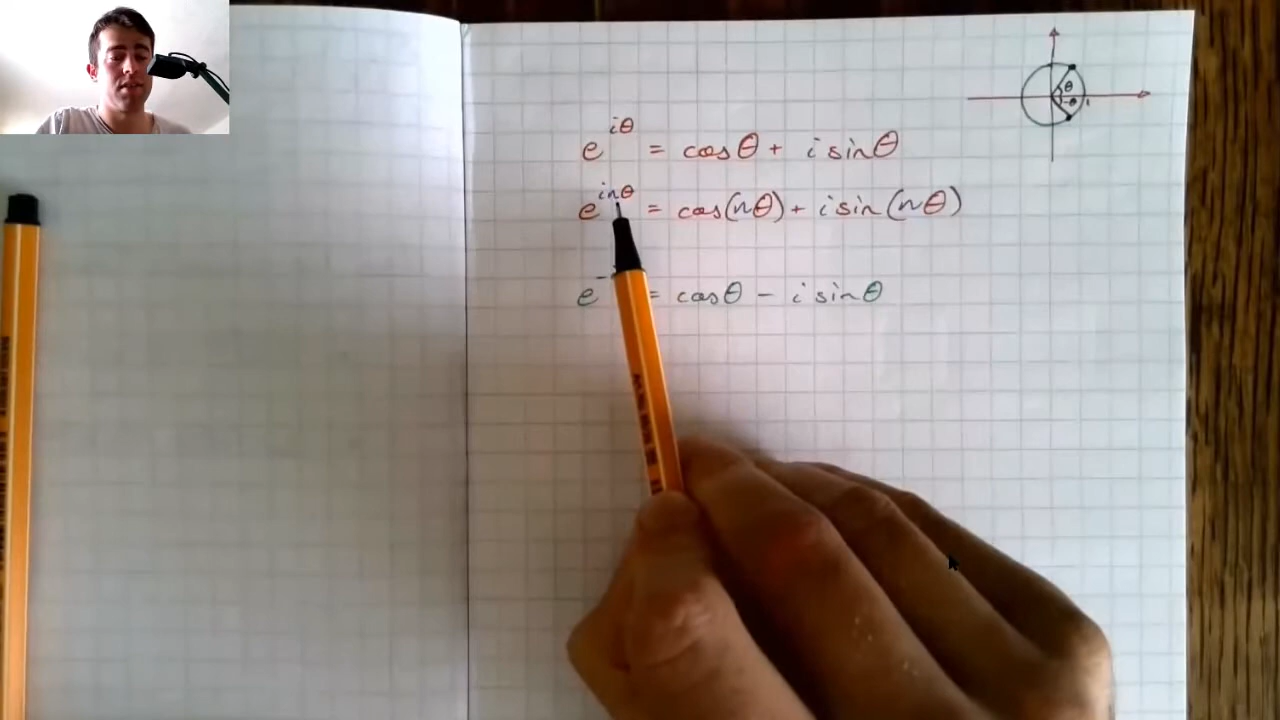 θ
-θ
1
e^{iθ} = cos θ + i sin θ
e^{inθ} = cos(nθ) + i sin(nθ)
e^{-} = cos θ - i sin θ